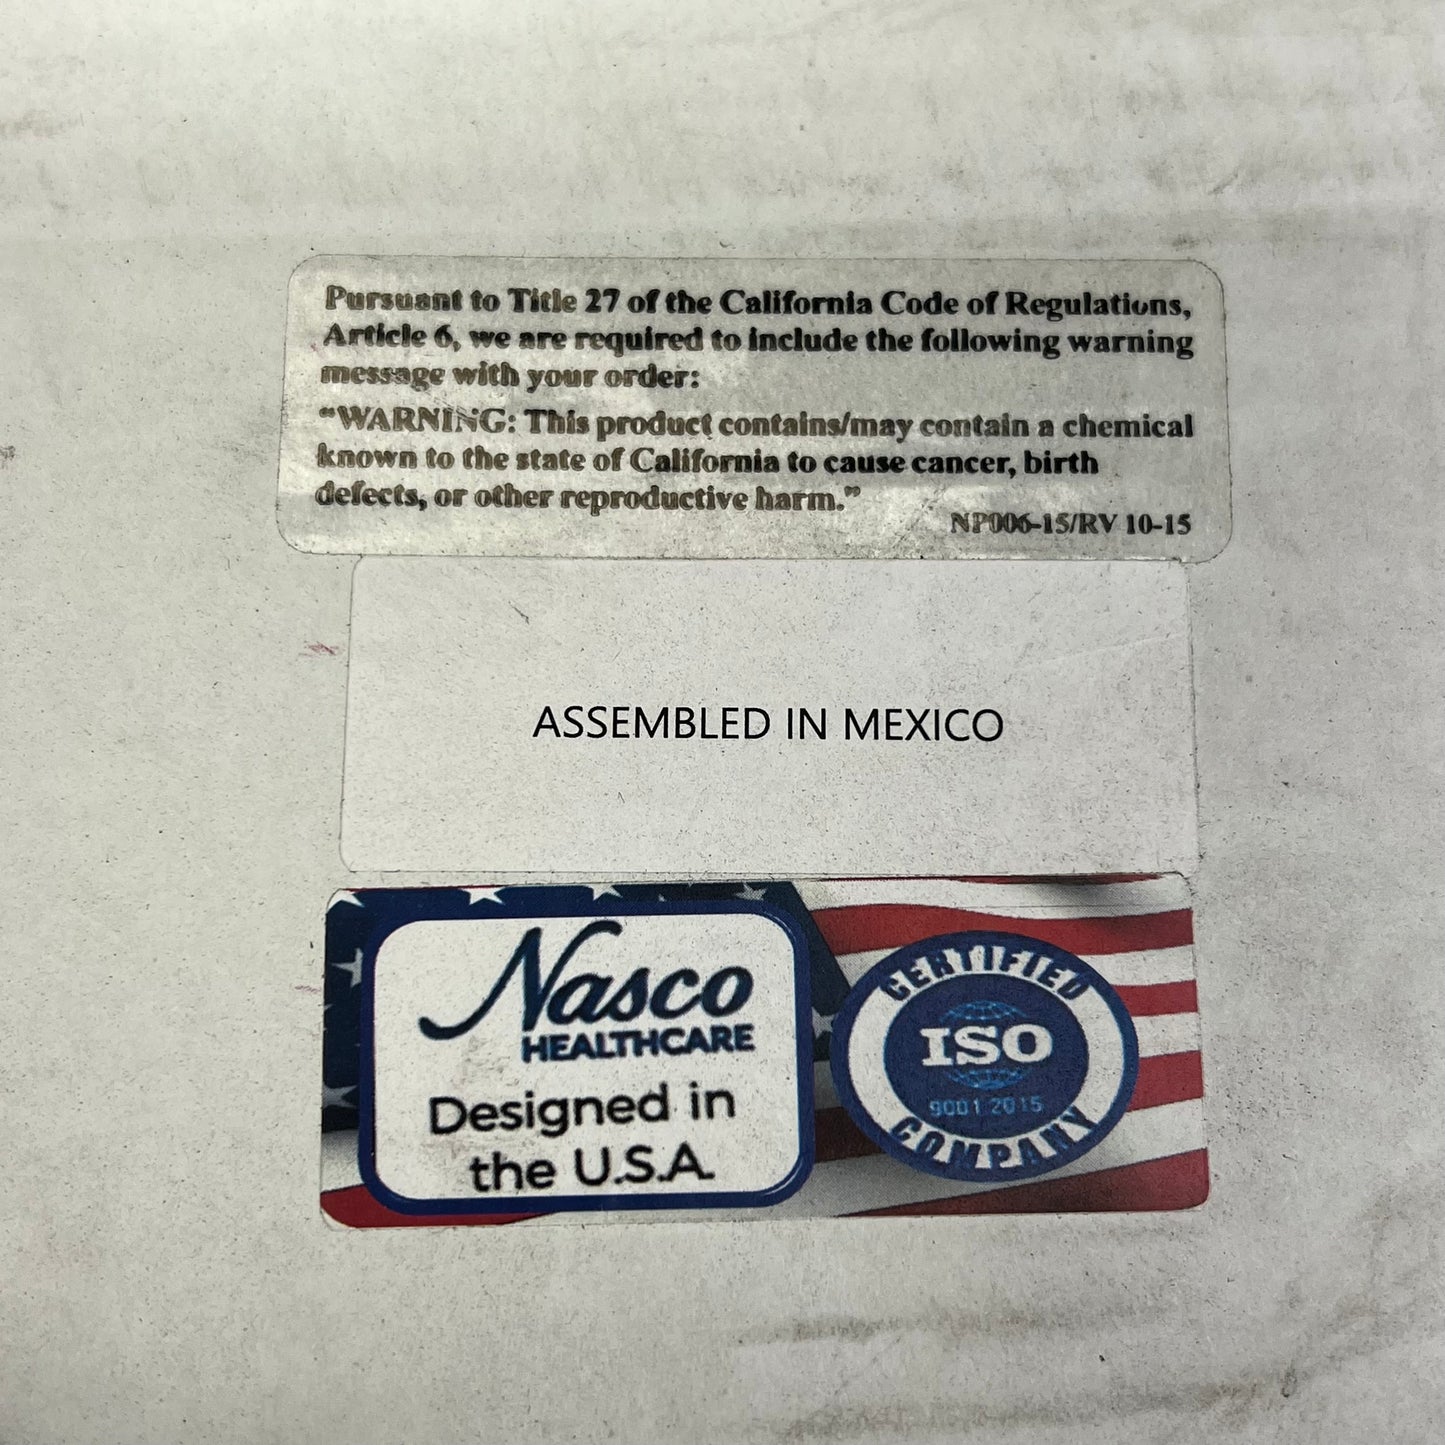 Pursuant to Title 27 of the California Code of Regulations,
Article 6, we are required to include the following warning
message with your order:
“WARNING: This product contains/may contain a chemical
known to the state of California to cause cancer, birth
defects, or other reproductive harm.”
NP006-15/RV 10-15
ASSEMBLED IN MEXICO
Nasco
HEALTHCARE
Designed in
the U.S.A.
CERTIFIED
ISO
9001 2015
COMPANY